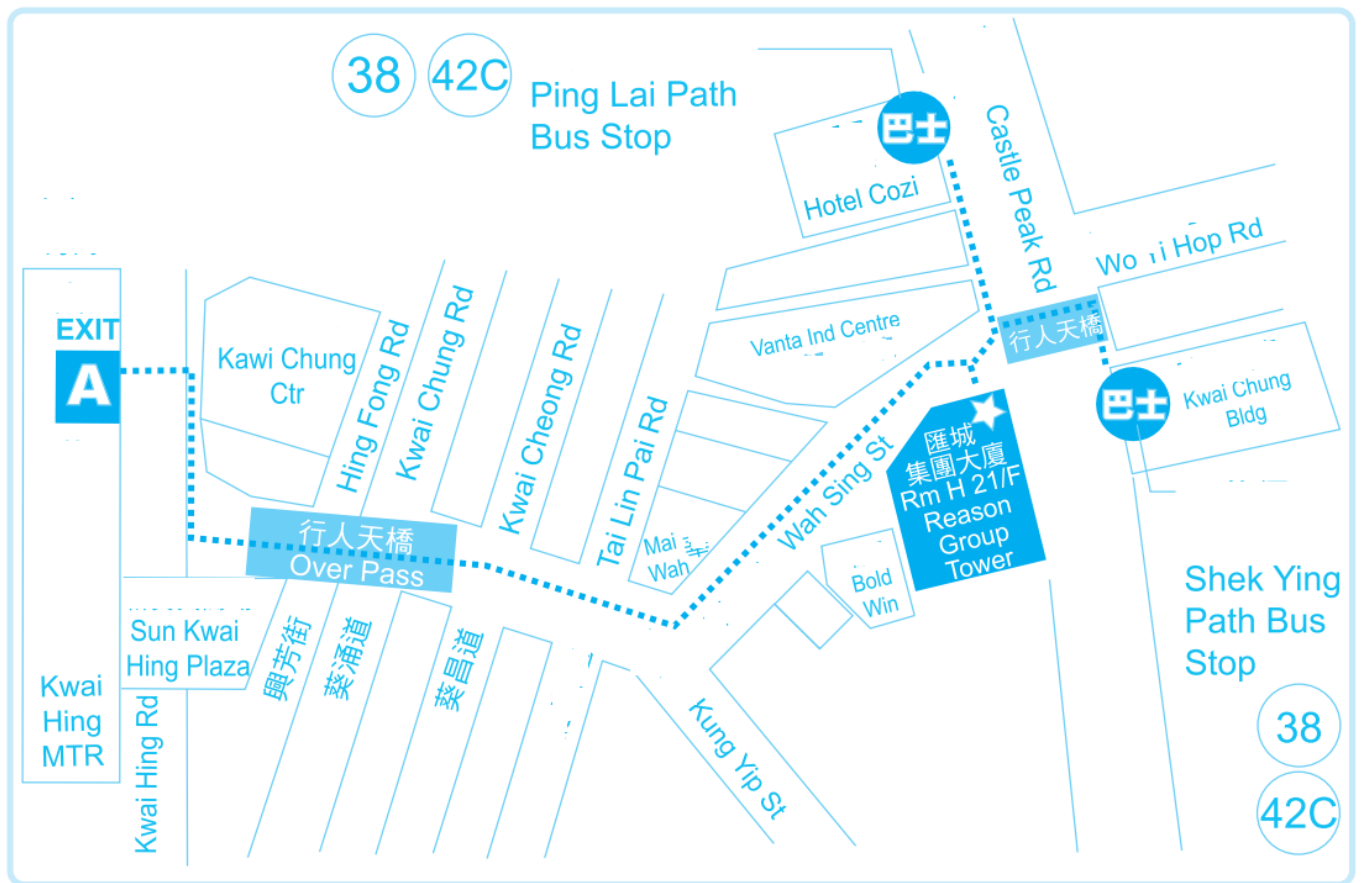 38
42C
Ping Lai Path
Bus Stop
巴士
Castle Peak Rd
Hotel Cozi
Hop Rd
EXIT
A
Kawi Chung
Ctr
Hing Fong Rd
Kwai Chung Rd
Kwai Cheong Rd
Tai Lin Pai Rd
Vanta Ind Centre
行人天橋
巴士
Kwai Chung
Bldg
匯城
集團大廈
Rm H 21/F
Reason
Group
Tower
Wah Sing St
行人天橋
Over Pass
Mai
Wah
Bold
Win
Sun Kwai
Hing Plaza
興芳街
葵涌道
葵昌道
Kwai
Hing
MTR
Kwai Hing Rd
Kung Yip St
Shek Ying
Path Bus
Stop
38
42C